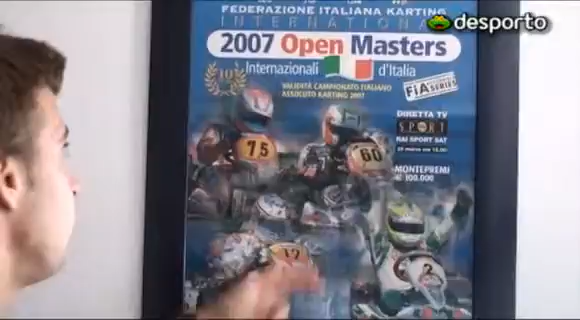 desporto
FEDERAZIONE ITALIANA KARTING
INTERNATIONAL
2007 Open Masters
Internazionali d'Italia
VALIDITÀ CAMPIONATO ITALIANO
ASSOLUTO KARTING 2007
FIA
SERIES
DIRETTA TV
SPORT
RAI SPORT SAT
MONTEPREMI
€ 100.000
75
60
12
2